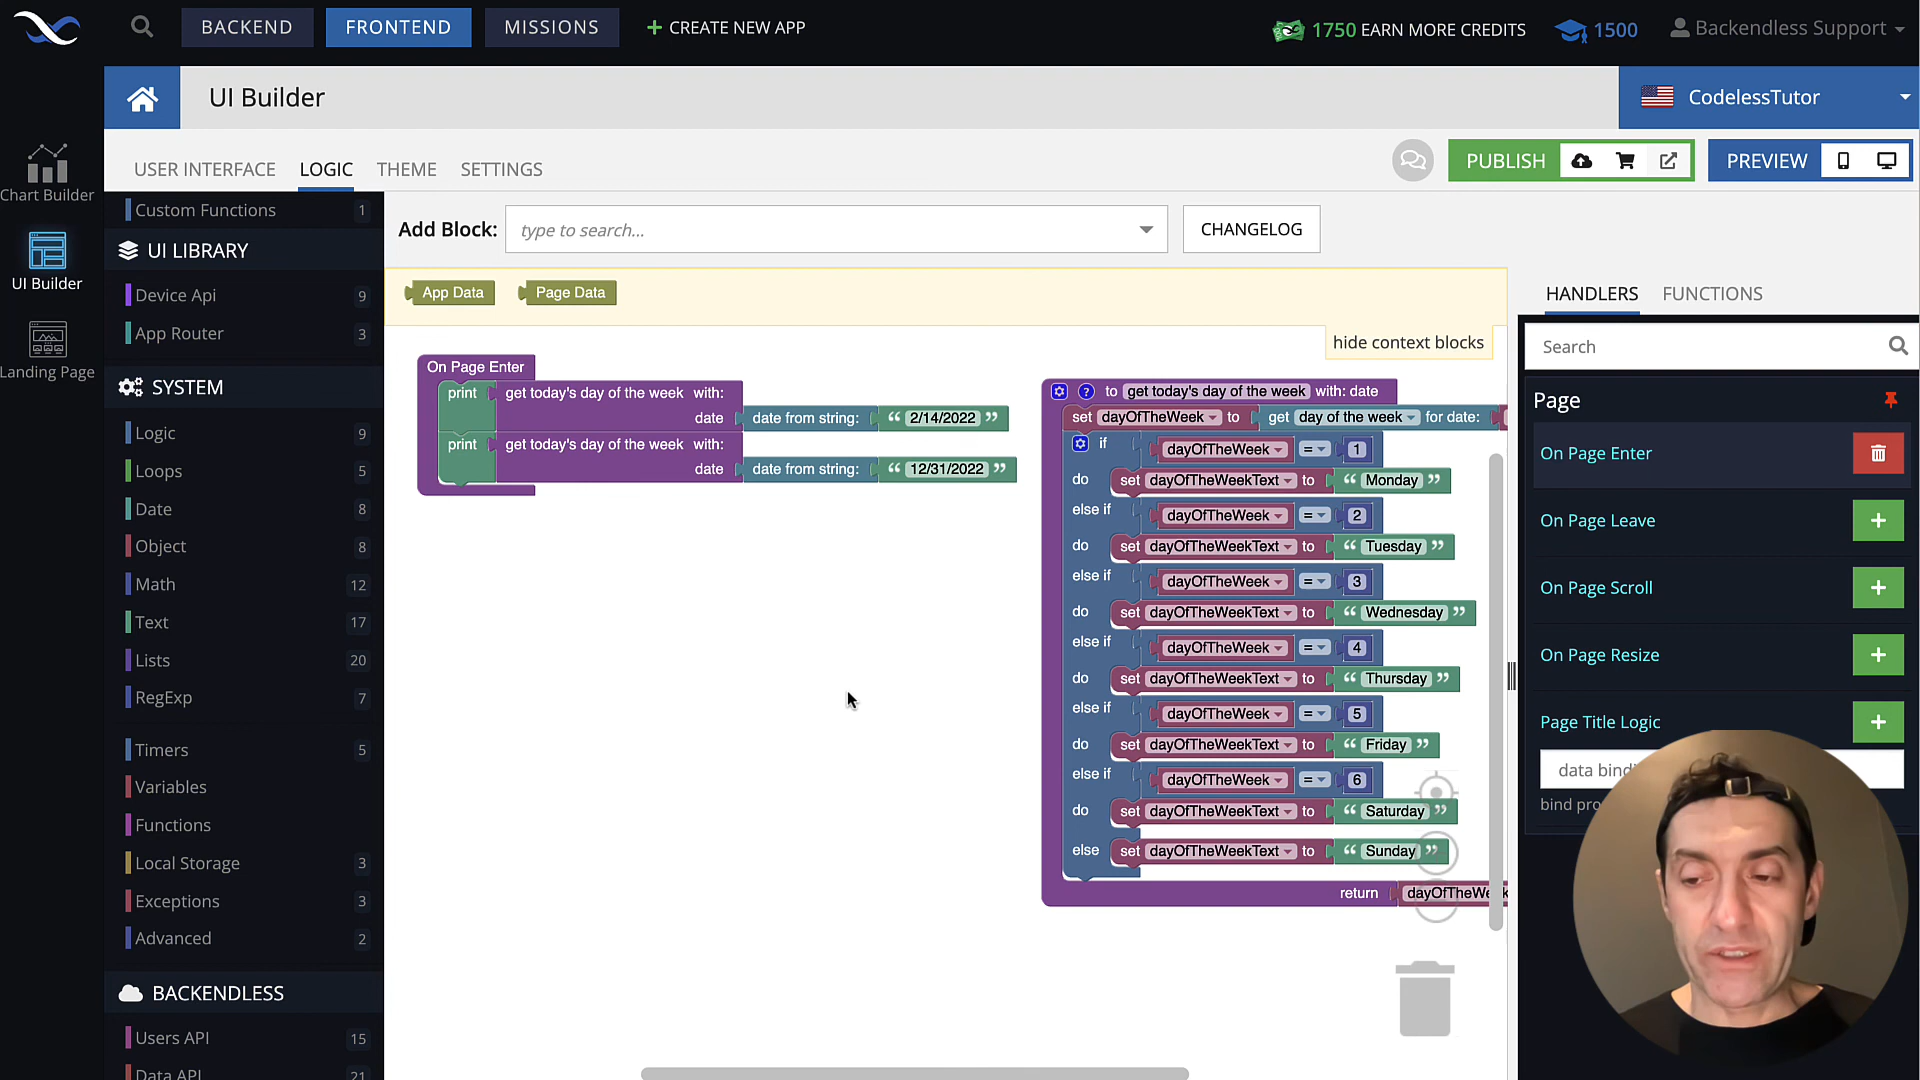 BACKEND
FRONTEND
MISSIONS
+ CREATE NEW APP
1750 EARN MORE CREDITS
1500
Backendless Support
UI Builder
CodelessTutor
Chart Builder
UI Builder
Landing Page
USER INTERFACE
LOGIC
THEME
SETTINGS
PUBLISH
PREVIEW
Custom Functions 1
UI LIBRARY
Device Api 9
App Router 3
SYSTEM
Logic 9
Loops 5
Date 8
Object 8
Math 12
Text 17
Lists 20
RegExp 7
Timers 5
Variables
Functions
Local Storage 3
Exceptions 3
Advanced 2
BACKENDLESS
Users API 15
Data API 21
Add Block:
type to search...
CHANGELOG
App Data
Page Data
hide context blocks
On Page Enter
print get today's day of the week with:
date date from string: “ 2/14/2022 ”
print get today's day of the week with:
date date from string: “ 12/31/2022 ”
? to get today's day of the week with: date
set dayOfTheWeek to get day of the week for date:
if dayOfTheWeek = 1
do set dayOfTheWeekText to “ Monday ”
else if dayOfTheWeek = 2
do set dayOfTheWeekText to “ Tuesday ”
else if dayOfTheWeek = 3
do set dayOfTheWeekText to “ Wednesday ”
else if dayOfTheWeek = 4
do set dayOfTheWeekText to “ Thursday ”
else if dayOfTheWeek = 5
do set dayOfTheWeekText to “ Friday ”
else if dayOfTheWeek = 6
do set dayOfTheWeekText to “ Saturday ”
else set dayOfTheWeekText to “ Sunday ”
return
HANDLERS
FUNCTIONS
Search
Page
On Page Enter
On Page Leave
On Page Scroll
On Page Resize
Page Title Logic
data
bind